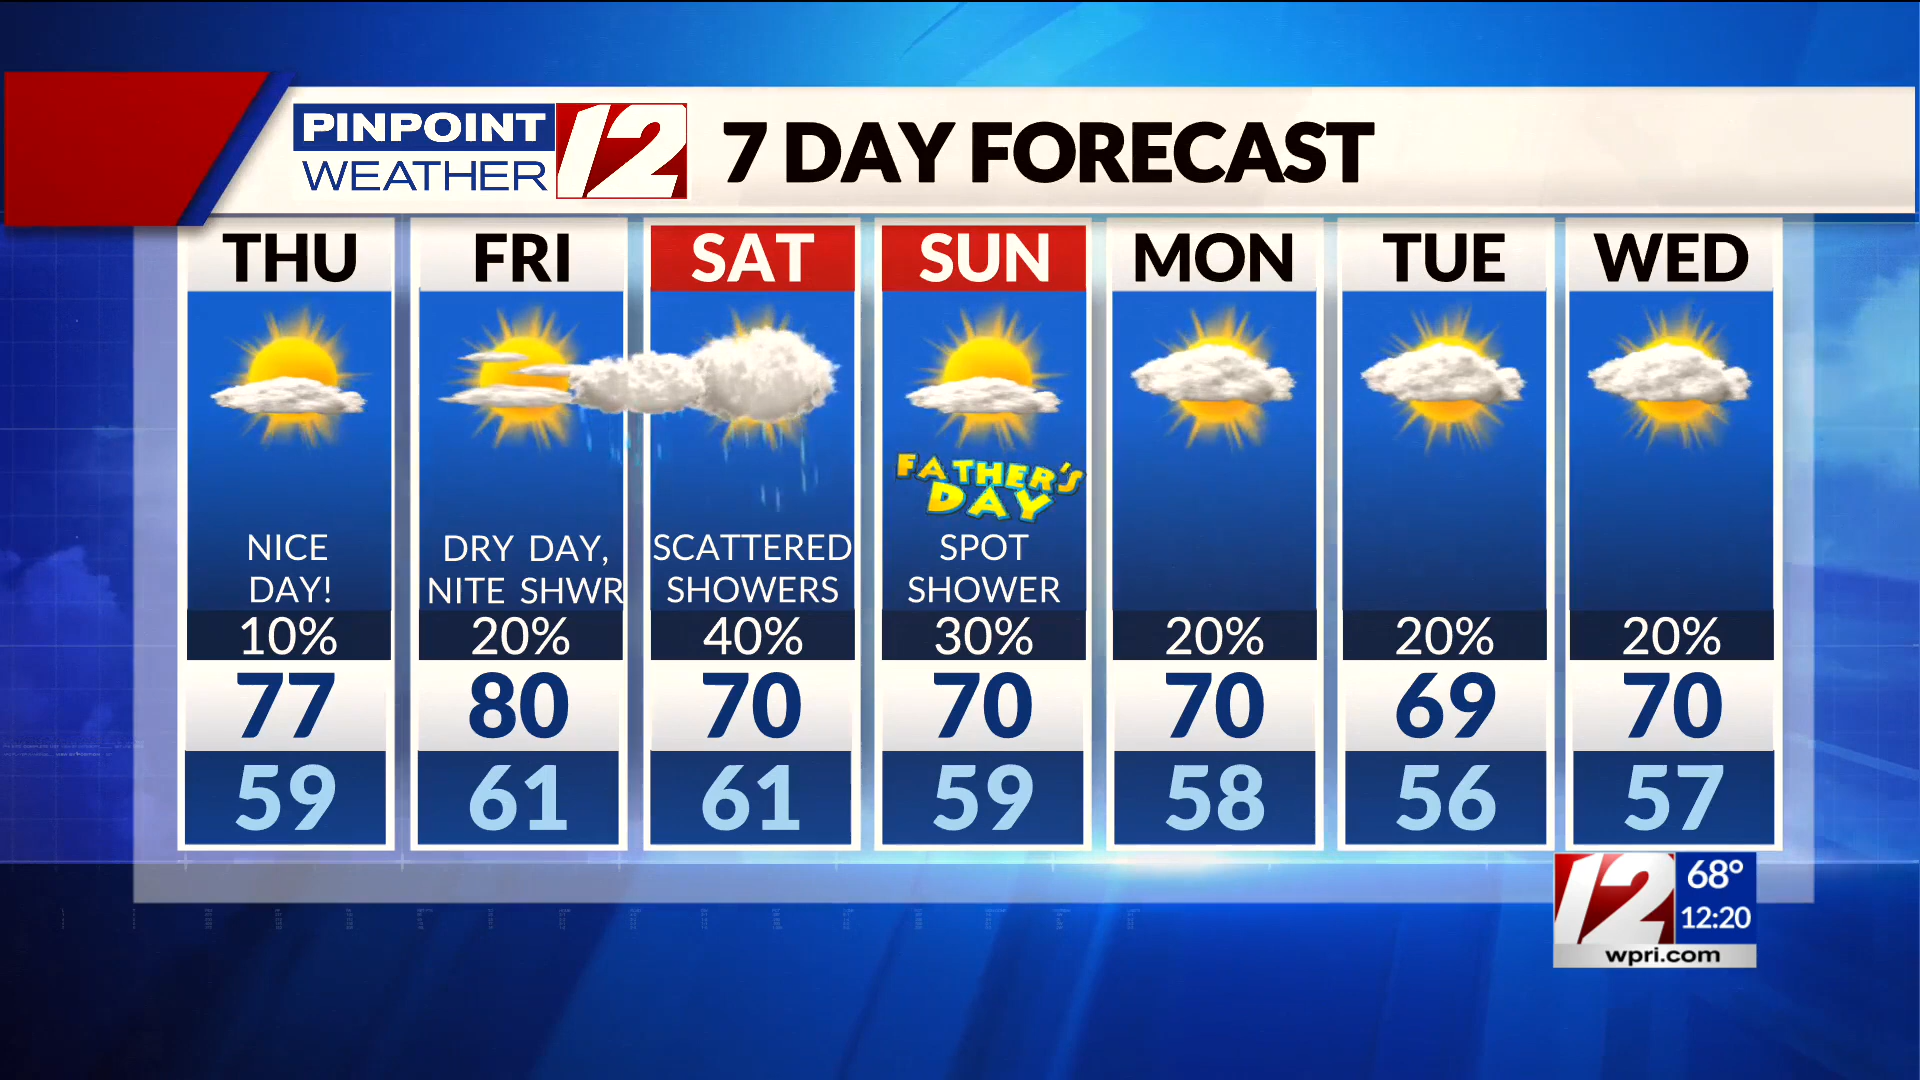 PINPOINT
WEATHER
12
7 DAY FORECAST
THU FRI SAT SUN MON TUE WED
FATHER'S
DAY
NICE
DAY!
DRY DAY,
NITE SHWR
SCATTERED
SHOWERS
SPOT
SHOWER
10% 20% 40% 30% 20% 20% 20%
77 80 70 70 70 69 70
59 61 61 59 58 56 57
12
68°
12:20
wpri.com